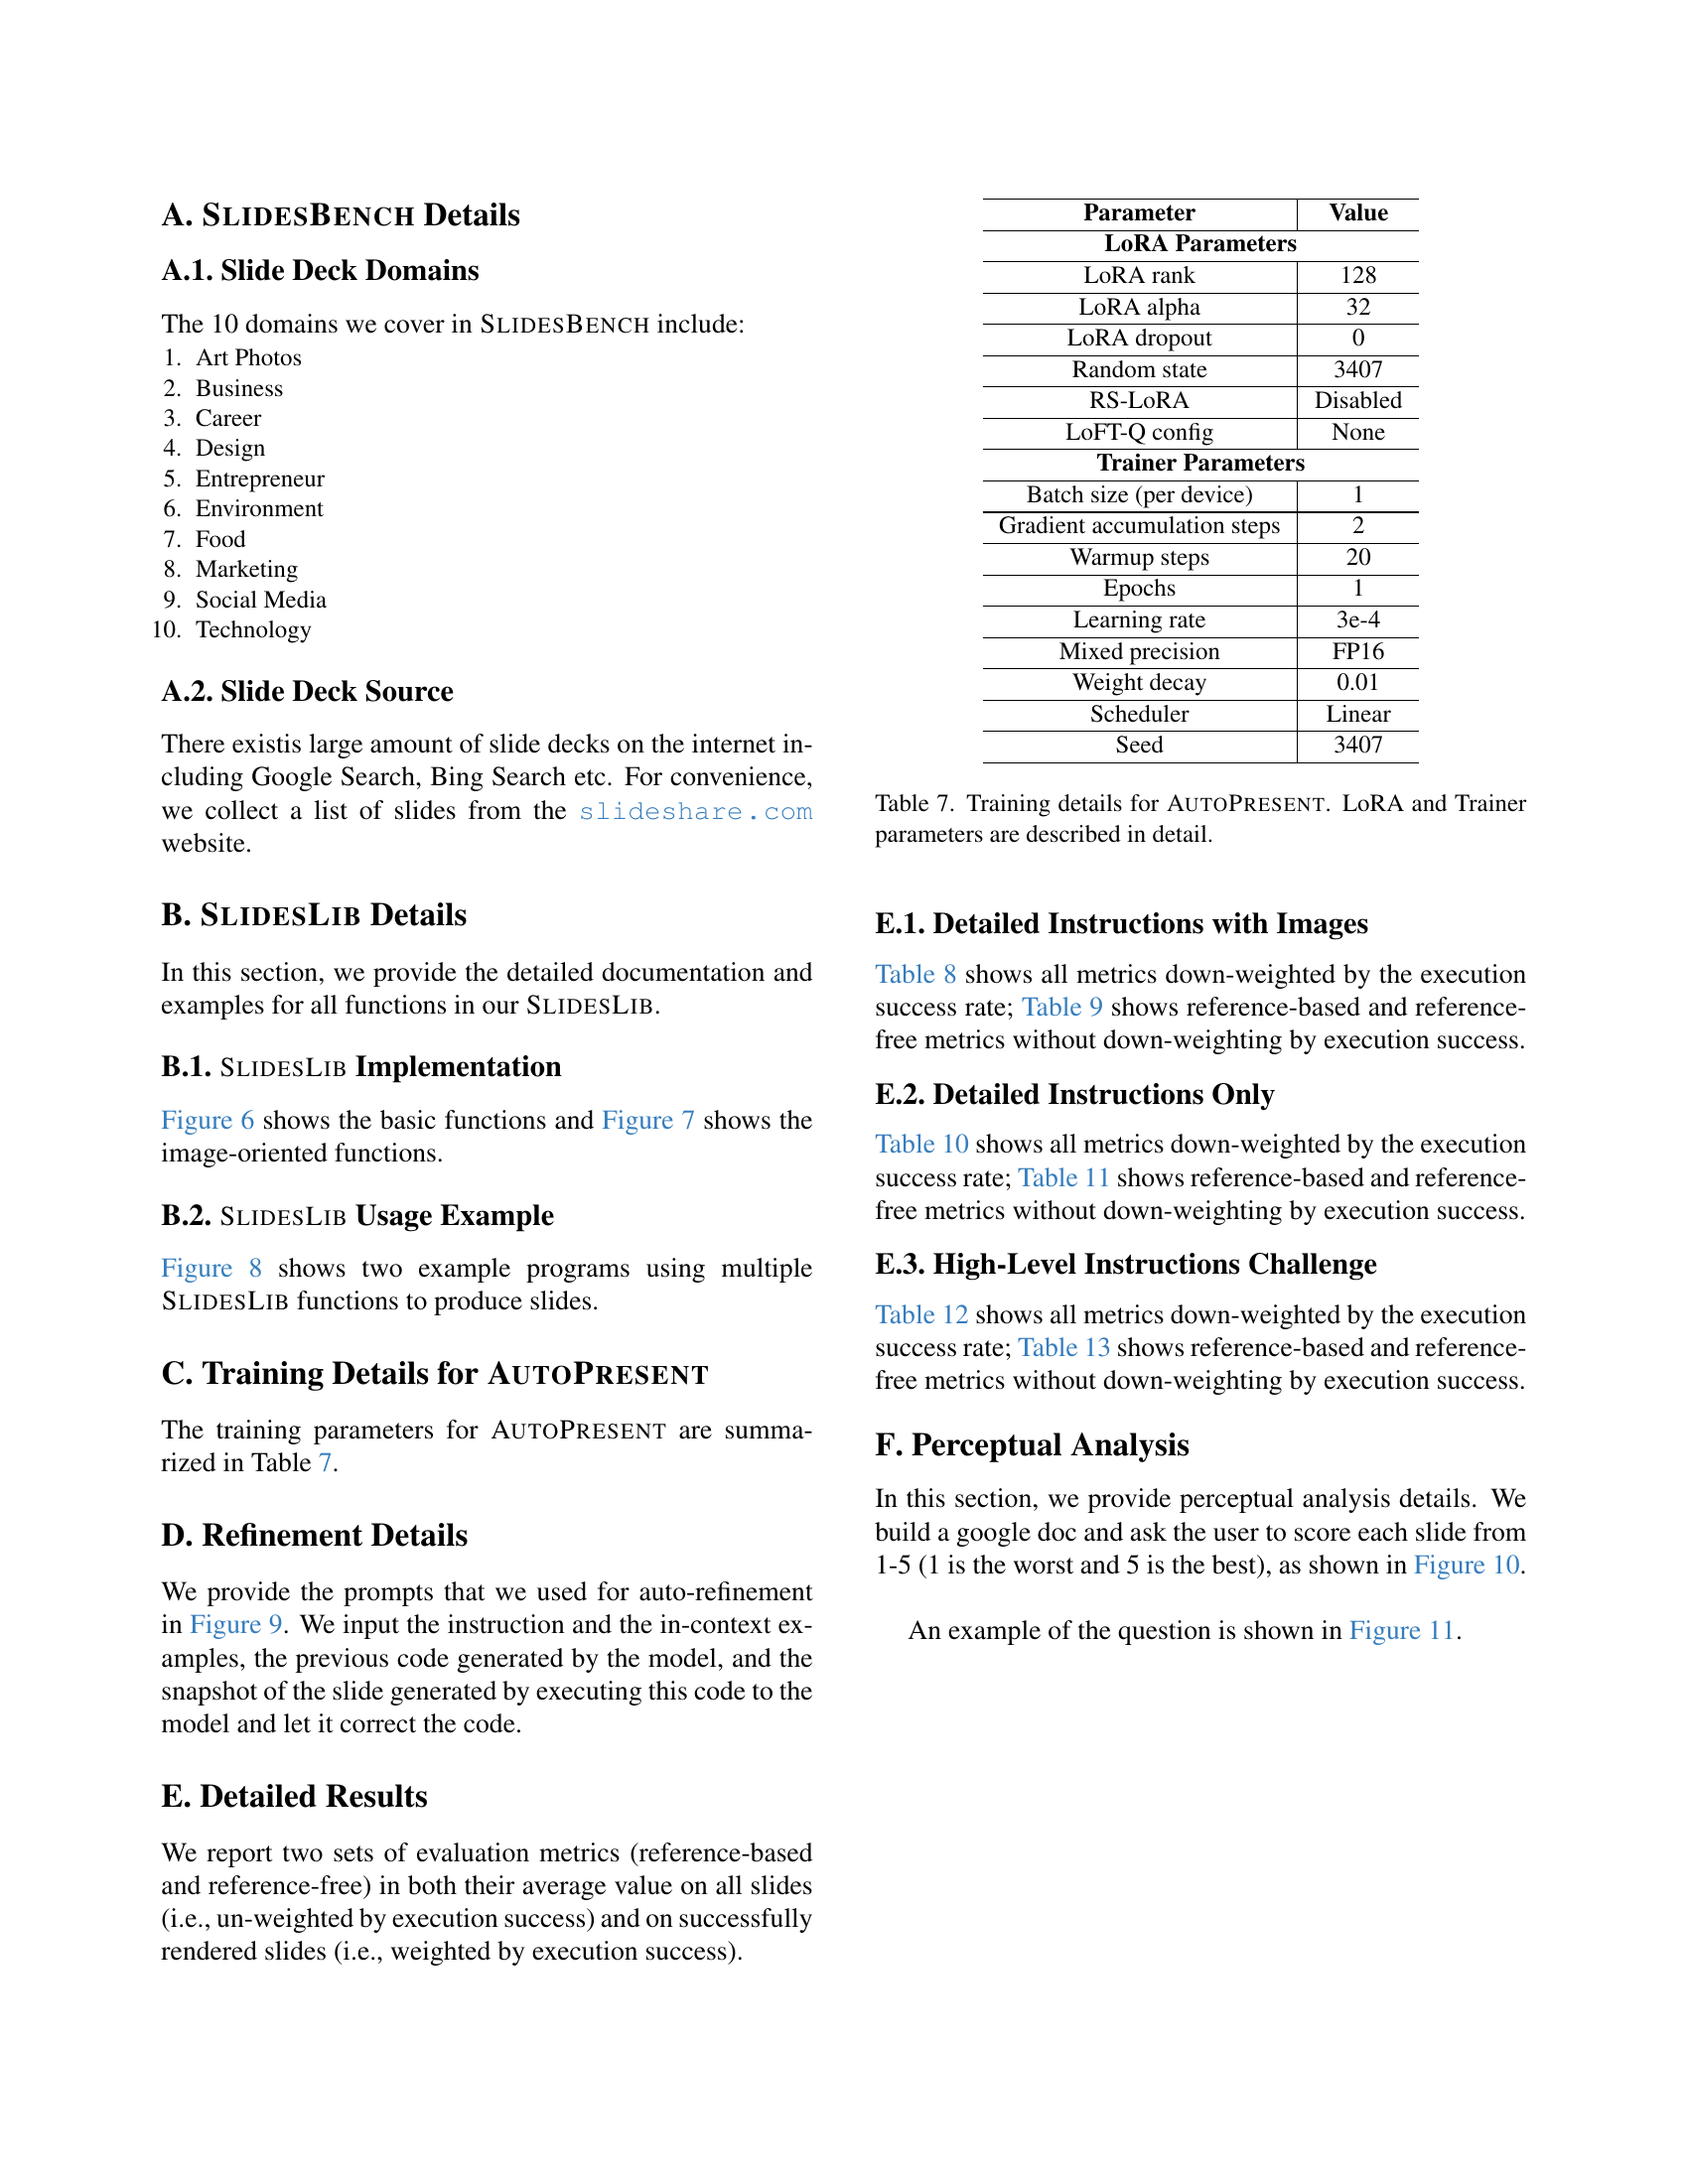 A. SLIDESBENCH Details
A.1. Slide Deck Domains
The 10 domains we cover in SLIDESBENCH include:
1. Art Photos
2. Business
3. Career
4. Design
5. Entrepreneur
6. Environment
7. Food
8. Marketing
9. Social Media
10. Technology
A.2. Slide Deck Source
There existis large amount of slide decks on the internet in-
cluding Google Search, Bing Search etc. For convenience,
we collect a list of slides from the slideshare.com
website.
B. SLIDESLIB Details
In this section, we provide the detailed documentation and
examples for all functions in our SLIDESLIB.
B.1. SLIDESLIB Implementation
Figure 6 shows the basic functions and Figure 7 shows the
image-oriented functions.
B.2. SLIDESLIB Usage Example
Figure 8 shows two example programs using multiple
SLIDESLIB functions to produce slides.
C. Training Details for AUTOPRESENT
The training parameters for AUTOPRESENT are summa-
rized in Table 7.
D. Refinement Details
We provide the prompts that we used for auto-refinement
in Figure 9. We input the instruction and the in-context ex-
amples, the previous code generated by the model, and the
snapshot of the slide generated by executing this code to the
model and let it correct the code.
E. Detailed Results
We report two sets of evaluation metrics (reference-based
and reference-free) in both their average value on all slides
(i.e., un-weighted by execution success) and on successfully
rendered slides (i.e., weighted by execution success).
Parameter Value
LoRA Parameters
LoRA rank 128
LoRA alpha 32
LoRA dropout 0
Random state 3407
RS-LoRA Disabled
LoFT-Q config None
Trainer Parameters
Batch size (per device) 1
Gradient accumulation steps 2
Warmup steps 20
Epochs 1
Learning rate 3e-4
Mixed precision FP16
Weight decay 0.01
Scheduler Linear
Seed 3407
Table 7. Training details for AUTOPRESENT. LoRA and Trainer
parameters are described in detail.
E.1. Detailed Instructions with Images
Table 8 shows all metrics down-weighted by the execution
success rate; Table 9 shows reference-based and reference-
free metrics without down-weighting by execution success.
E.2. Detailed Instructions Only
Table 10 shows all metrics down-weighted by the execution
success rate; Table 11 shows reference-based and reference-
free metrics without down-weighting by execution success.
E.3. High-Level Instructions Challenge
Table 12 shows all metrics down-weighted by the execution
success rate; Table 13 shows reference-based and reference-
free metrics without down-weighting by execution success.
F. Perceptual Analysis
In this section, we provide perceptual analysis details. We
build a google doc and ask the user to score each slide from
1-5 (1 is the worst and 5 is the best), as shown in Figure 10.
An example of the question is shown in Figure 11.